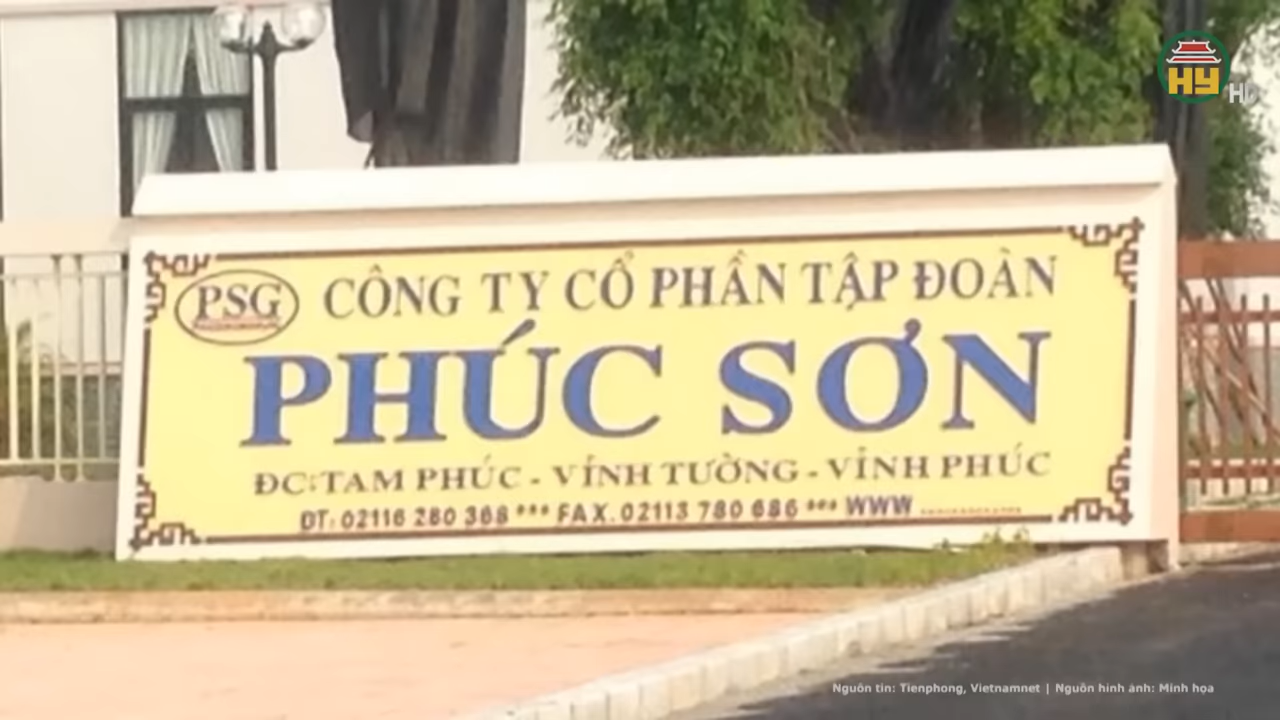 HY
HD
PSG
CÔNG TY CỔ PHẦN TẬP ĐOÀN
PHÚC SƠN
ĐC:TAM PHÚC - VĨNH TƯỜNG - VĨNH PHÚC
ĐT: 02116 280 368 *** FAX. 02113 780 686 *** WWW
Nguồn tin: Tienphong, Vietnamnet | Nguồn hình ảnh: Minh họa